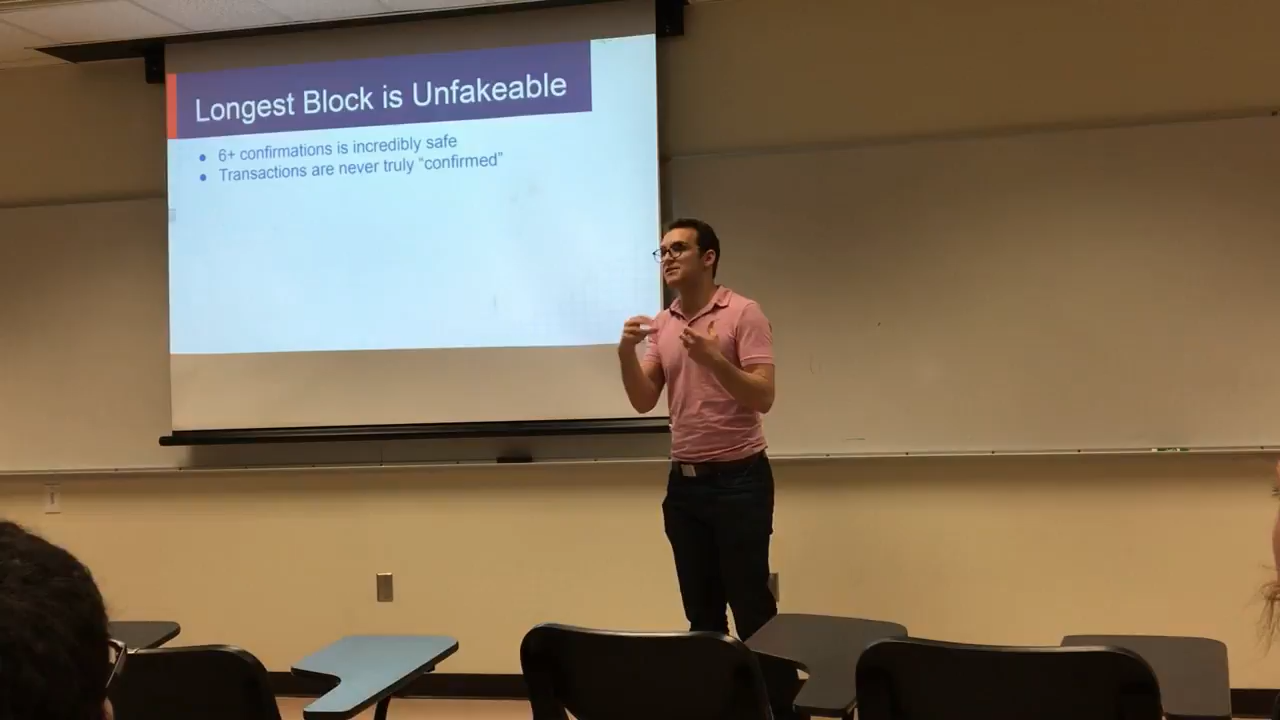 Longest Block is Unfakeable
● 6+ confirmations is incredibly safe
● Transactions are never truly “confirmed”